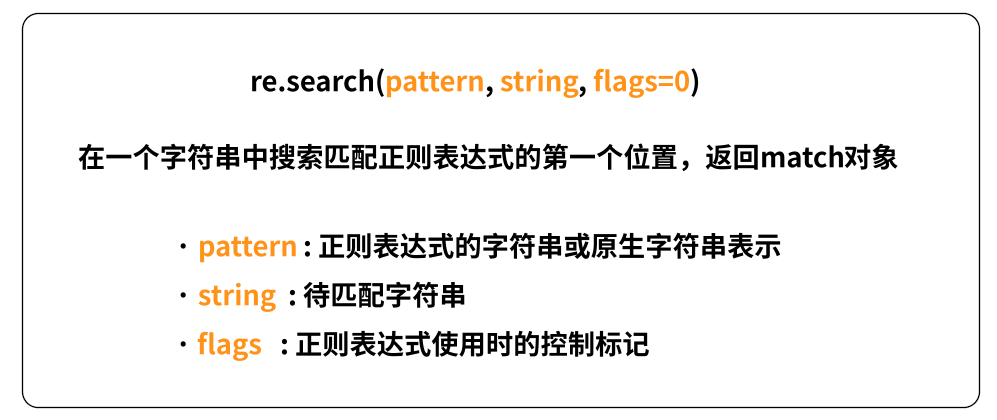 re.search(pattern, string, flags=0)
在一个字符串中搜索匹配正则表达式的第一个位置，返回match对象
· pattern : 正则表达式的字符串或原生字符串表示
· string : 待匹配字符串
· flags : 正则表达式使用时的控制标记